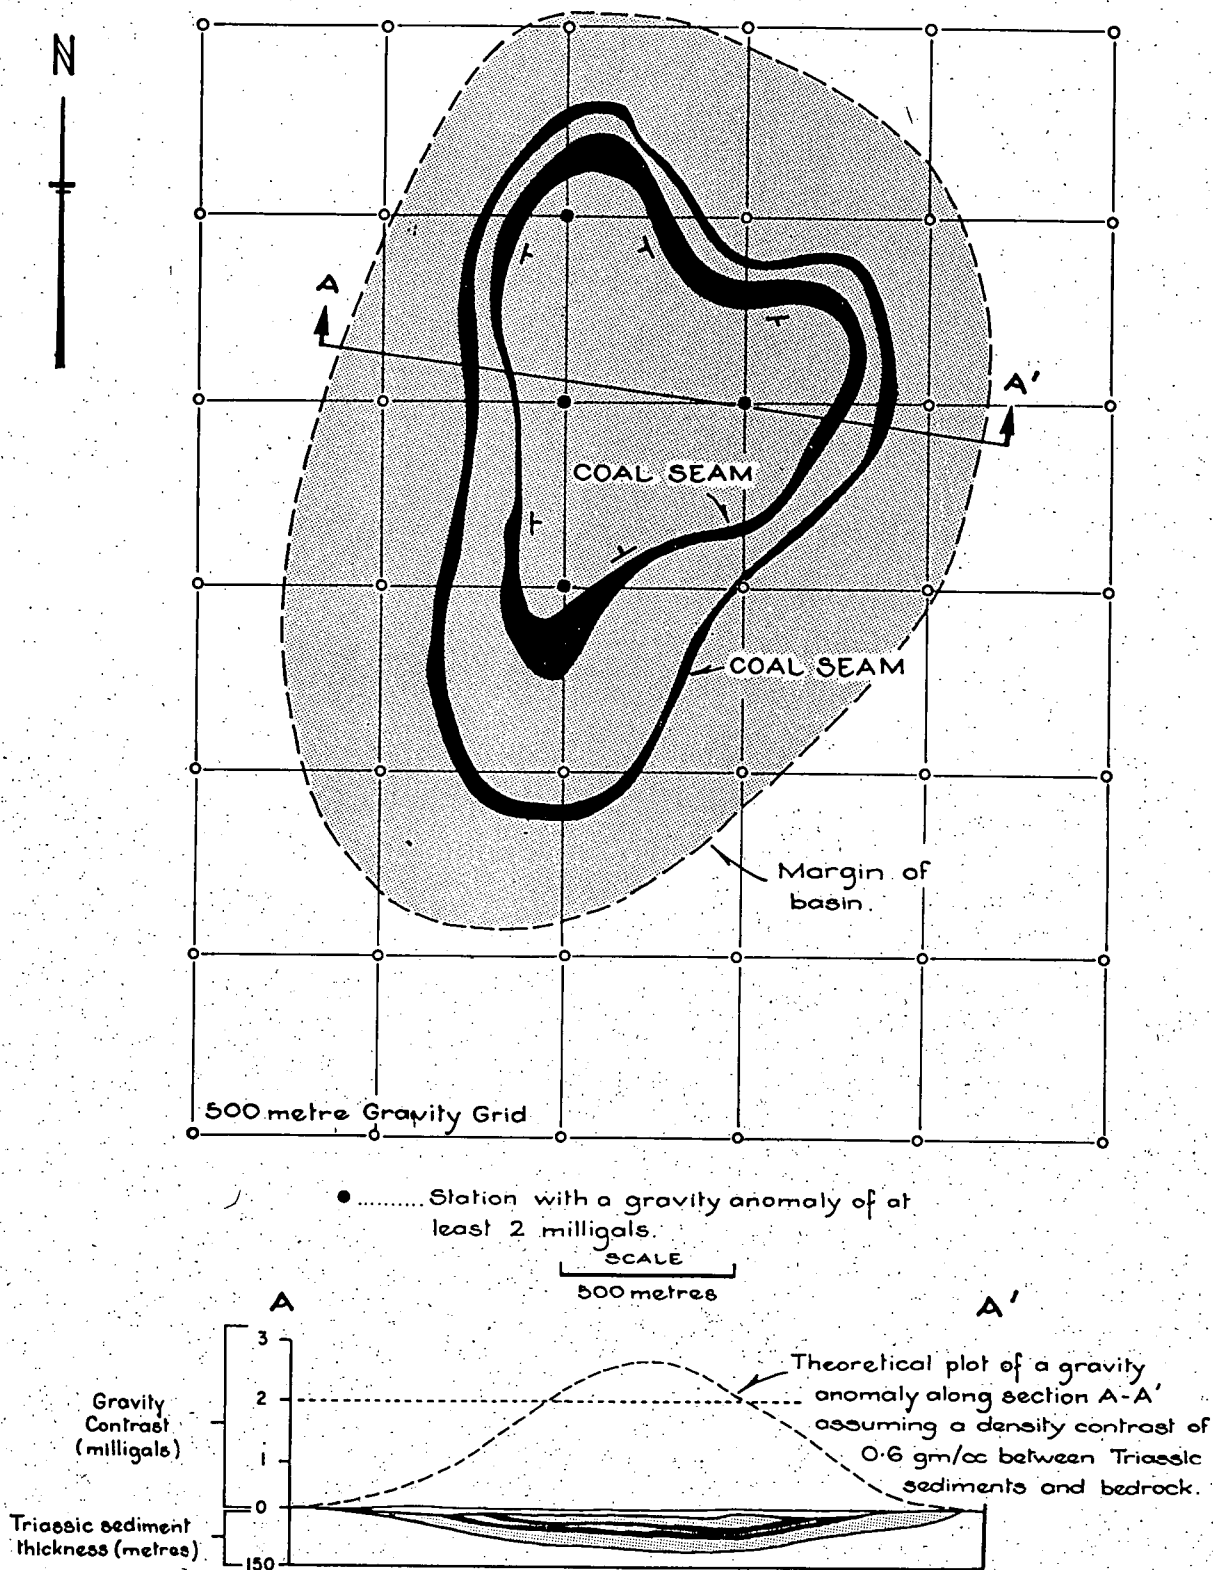 N
A
A'
COAL SEAM
COAL SEAM
Margin of
basin.
500 metre Gravity Grid
● .......... Station with a gravity anomaly of at
least 2 milligals.
SCALE
500 metres
A
A'
3
2
1
0
150
Gravity
Contrast
(milligals)
Triassic sediment
thickness (metres)
Theoretical plot of a gravity
anomaly along section A-A'
assuming a density contrast of
0.6 gm/cc between Triassic
sediments and bedrock.